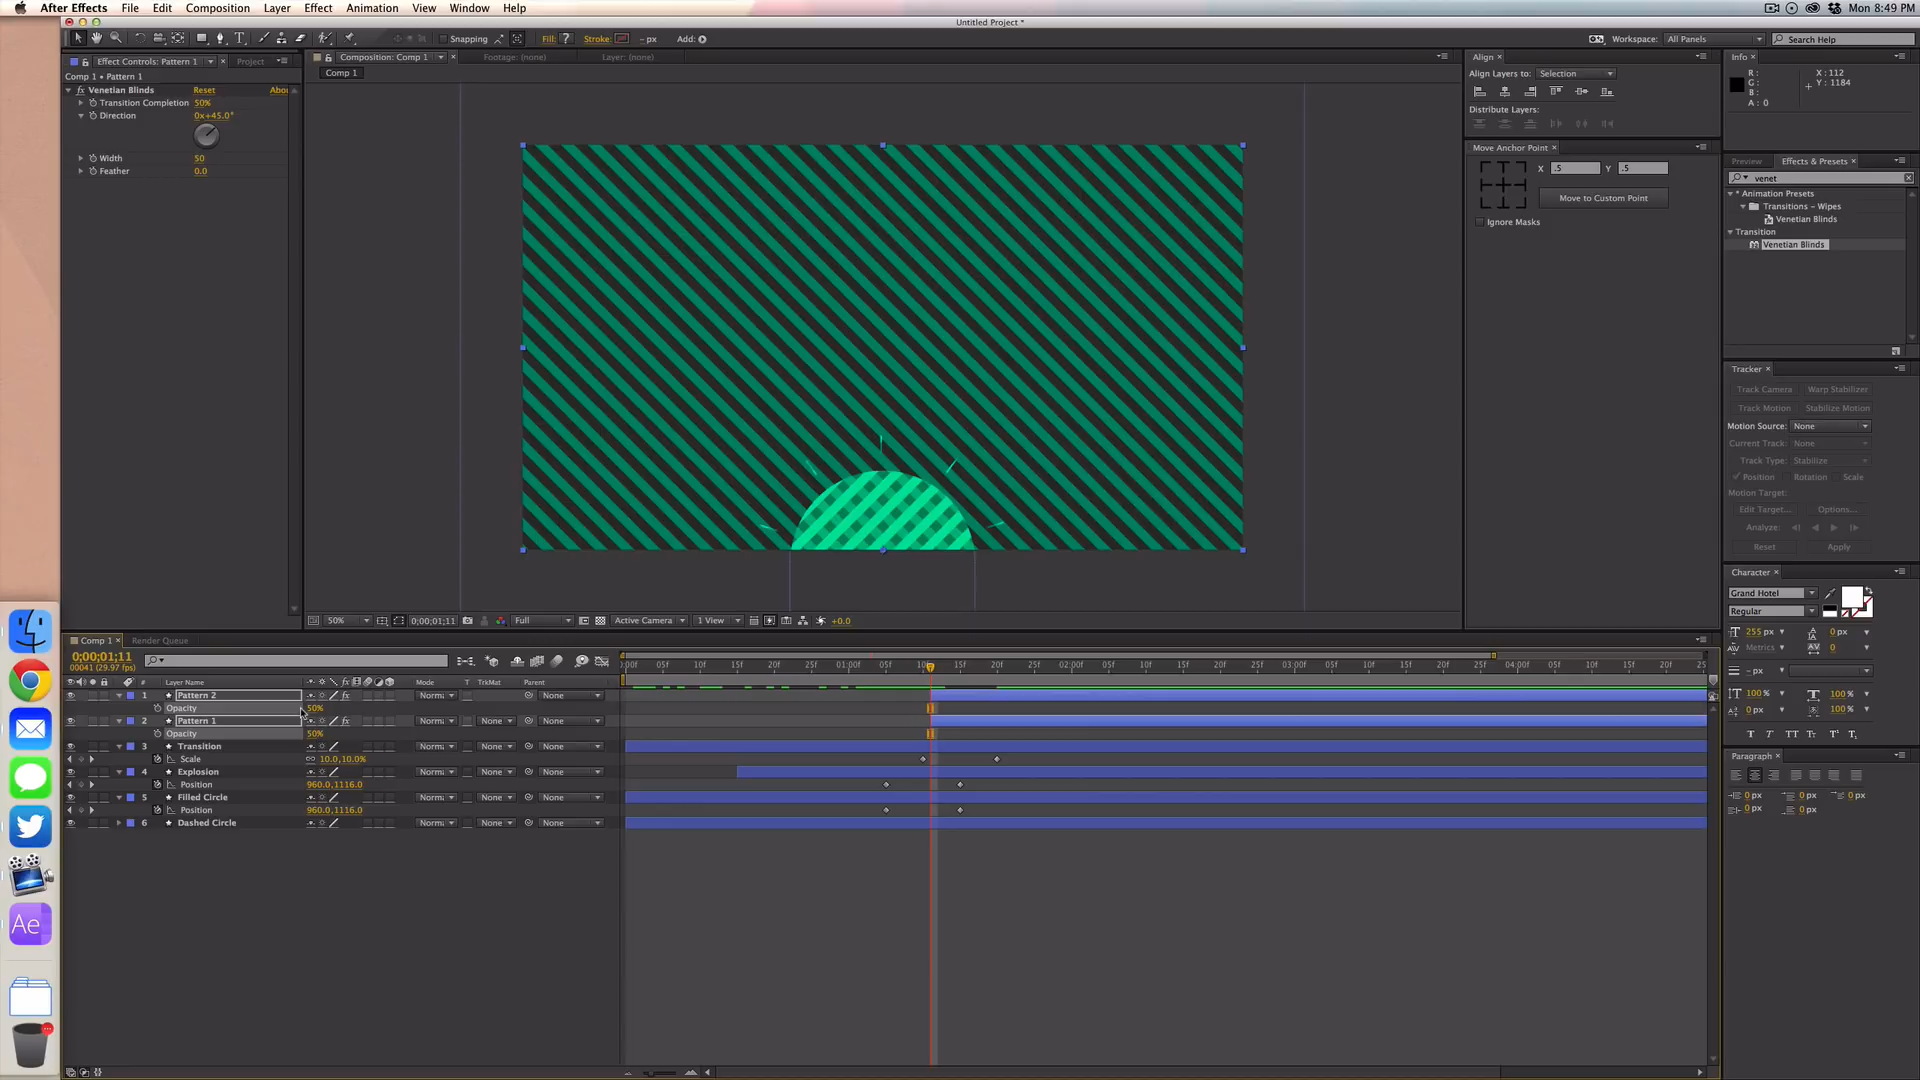 After Effects File Edit Composition Layer Effect Animation View Window Help Mon 8:49 PM
Untitled Project *
Snapping Fill: ? Stroke: - px Add: Workspace: All Panels Search Help
Effect Controls: Pattern 1 Project
Comp 1 • Pattern 1
fx Venetian Blinds Reset Abou
Transition Completion 50%
Direction 0x+45.0°
Width 50
Feather 0.0
Composition: Comp 1 Footage: (none) Layer: (none)
Comp 1
50% 0;00;01;11 Full Active Camera 1 View +0.0
Align
Align Layers to: Selection
Distribute Layers:
Move Anchor Point
X .5 Y .5
Move to Custom Point
Ignore Masks
Info
R: X: 112
G: Y: 1184
B:
A: 0
Preview Effects & Presets
venet
* Animation Presets
Transitions - Wipes
Venetian Blinds
Transition
Venetian Blinds
Tracker
Track Camera Warp Stabilizer
Track Motion Stabilize Motion
Motion Source: None
Current Track: None
Track Type: Stabilize
Position Rotation Scale
Motion Target:
Edit Target... Options...
Analyze:
Reset Apply
Character
Grand Hotel
Regular
255 px 0 px
Metrics 0
- px
100% 100%
0 px 100%
T T TT Tt T¹ T₁
Paragraph
0 px 0 px 0 px
0 px 0 px
Comp 1 Render Queue
0;00;01;11
00041 (29.97 fps)
# Layer Name Mode T TrkMat Parent
1 Pattern 2 fx Norm None
Opacity 50%
2 Pattern 1 fx Norm None None
Opacity 50%
3 Transition Norm None None
Scale 10.0,10.0%
4 Explosion Norm None None
Position 960.0,1116.0
5 Filled Circle Norm None None
Position 960.0,1116.0
6 Dashed Circle Norm None None
0:00f 05f 10f 15f 20f 25f 01:00f 05f 10f 15f 20f 25f 02:00f 05f 10f 15f 20f 25f 03:00f 05f 10f 15f 20f 25f 04:00f 05f 10f 15f 20f 25
Ae